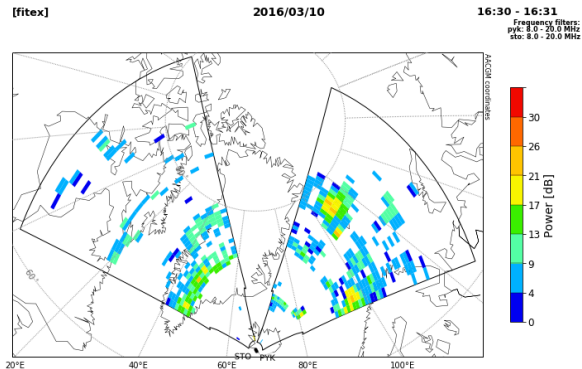 [fitex]
2016/03/10
16:30 - 16:31
Frequency filters:
pyk: 8.0 - 20.0 MHz
sto: 8.0 - 20.0 MHz
AACGM coordinates
30
26
21
17
13
9
4
0
Power [dB]
60°
STO PYK
20°E 40°E 60°E 80°E 100°E